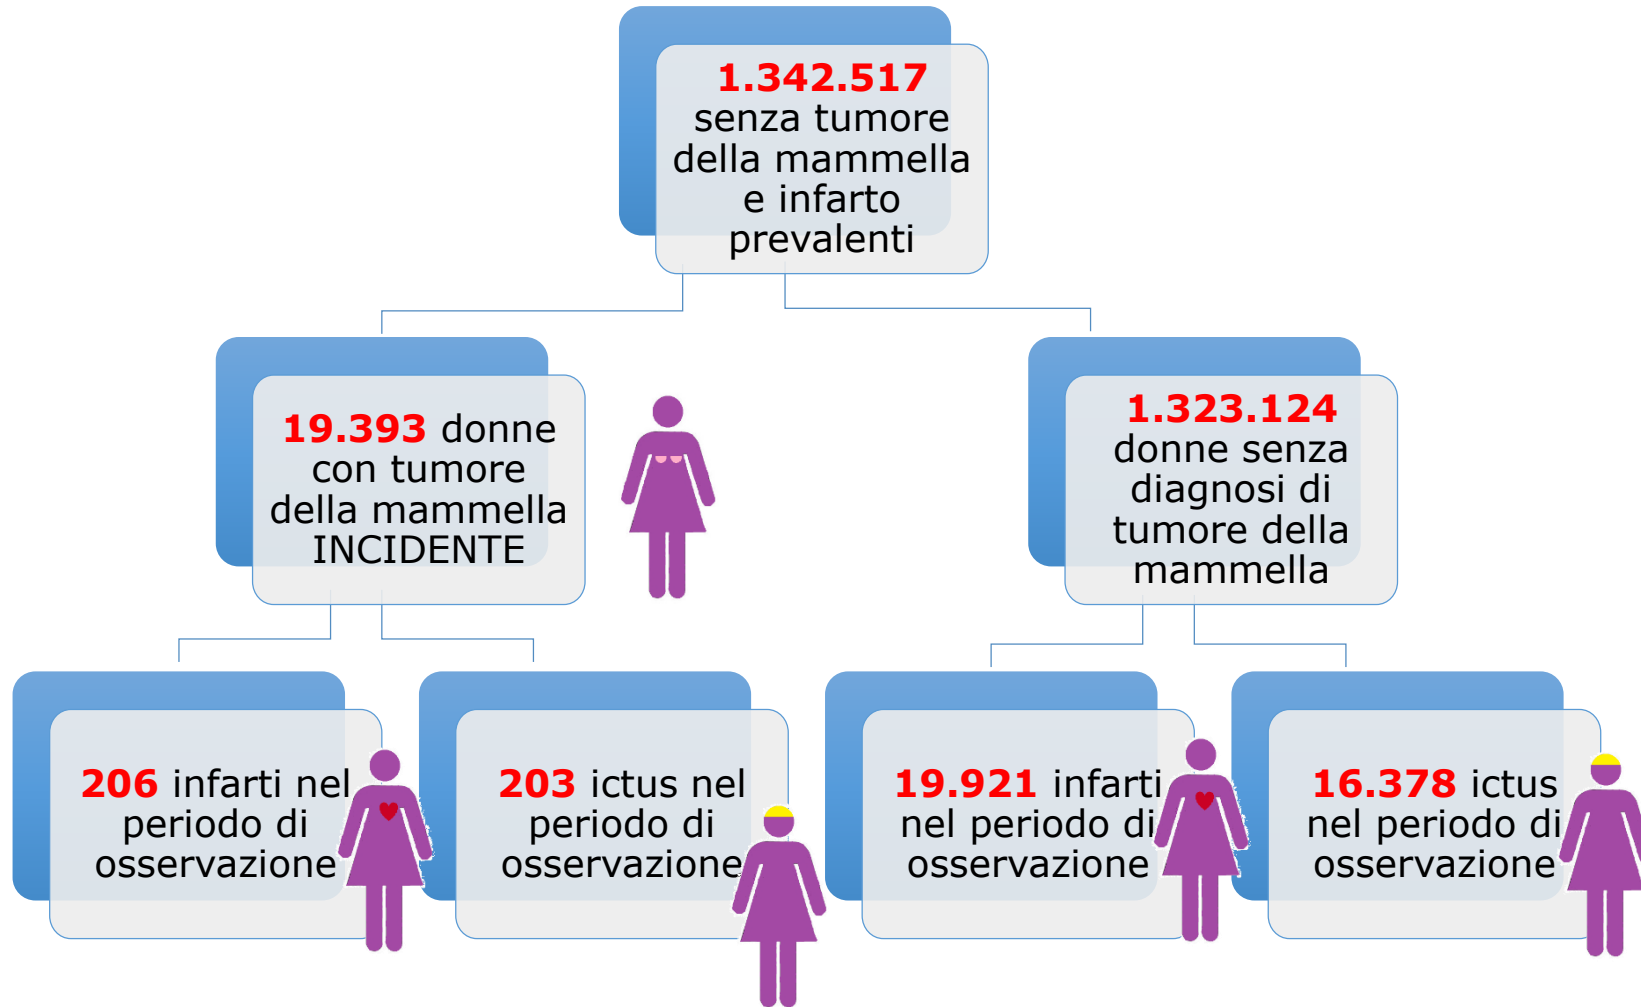 1.342.517
senza tumore
della mammella
e infarto
prevalenti
19.393 donne
con tumore
della mammella
INCIDENTE
1.323.124
donne senza
diagnosi di
tumore della
mammella
206 infarti nel
periodo di
osservazione
203 ictus nel
periodo di
osservazione
19.921 infarti
nel periodo di
osservazione
16.378 ictus
nel periodo di
osservazione